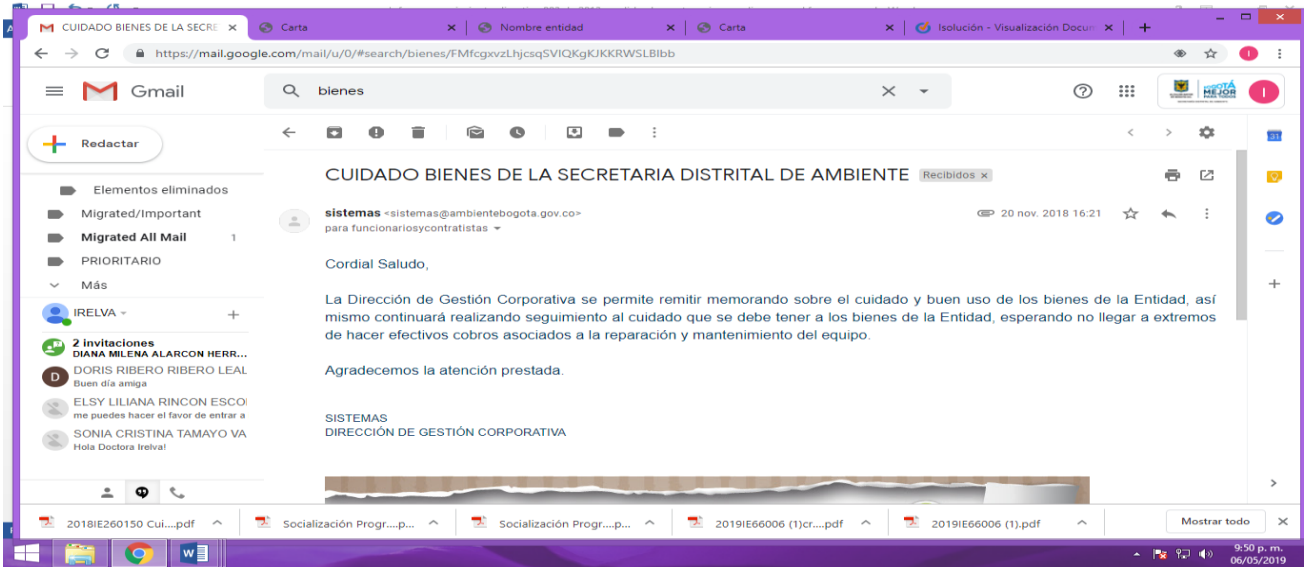 CUIDADO BIENES DE LA SECRE
Carta
Nombre entidad
Carta
Isolución - Visualización Docum
https://mail.google.com/mail/u/0/#search/bienes/FMfcgxvzLhjcsqSVIQKgKJKKRWSLBlbb
Gmail
bienes
BOGOTÁ
MEJOR
PARA TODOS
Redactar
Elementos eliminados
Migrated/Important
Migrated All Mail 1
PRIORITARIO
Más
IRELVA
2 invitaciones
DIANA MILENA ALARCON HERR...
D
DORIS RIBERO RIBERO LEAL
Buen día amiga
ELSY LILIANA RINCON ESCO
me puedes hacer el favor de entrar a
SONIA CRISTINA TAMAYO VA
Hola Doctora Irelva!
CUIDADO BIENES DE LA SECRETARIA DISTRITAL DE AMBIENTE Recibidos x
sistemas <sistemas@ambientebogota.gov.co>
20 nov. 2018 16:21
para funcionariosycontratistas
Cordial Saludo,
La Dirección de Gestión Corporativa se permite remitir memorando sobre el cuidado y buen uso de los bienes de la Entidad, así
mismo continuará realizando seguimiento al cuidado que se debe tener a los bienes de la Entidad, esperando no llegar a extremos
de hacer efectivos cobros asociados a la reparación y mantenimiento del equipo.
Agradecemos la atención prestada.
SISTEMAS
DIRECCIÓN DE GESTIÓN CORPORATIVA
31
2018IE260150 Cui....pdf
Socialización Progr....p...
Socialización Progr....p...
2019IE66006 (1)cr....pdf
2019IE66006 (1).pdf
Mostrar todo
9:50 p. m.
06/05/2019